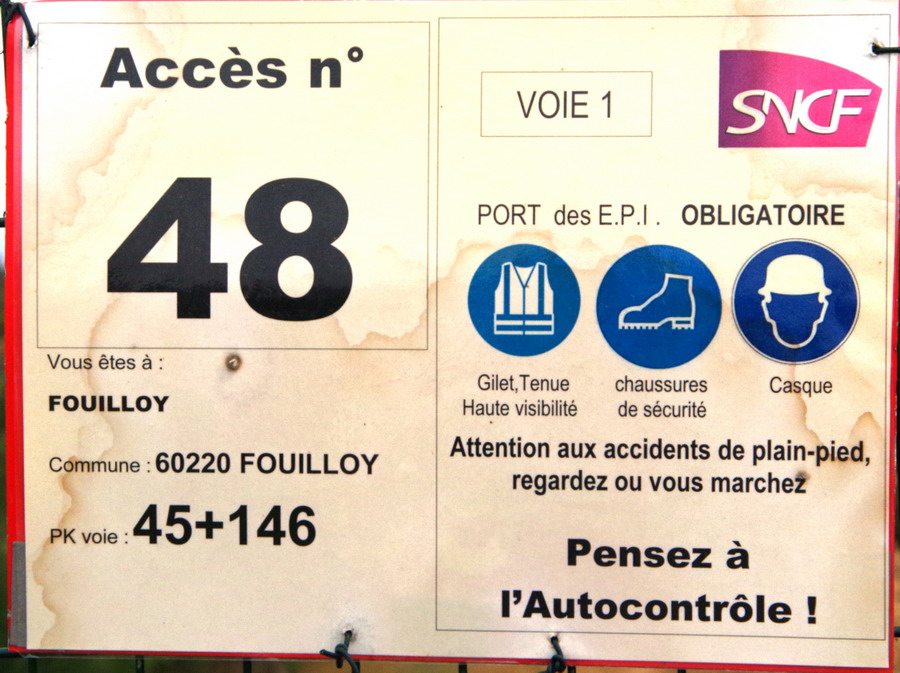 Accès n°
48
Vous êtes à :
FOUILLOY
Commune : 60220 FOUILLOY
PK voie : 45+146
VOIE 1
SNCF
PORT des E.P.I. OBLIGATOIRE
Gilet,Tenue
Haute visibilité
chaussures
de sécurité
Casque
Attention aux accidents de plain-pied,
regardez ou vous marchez
Pensez à
l'Autocontrôle !